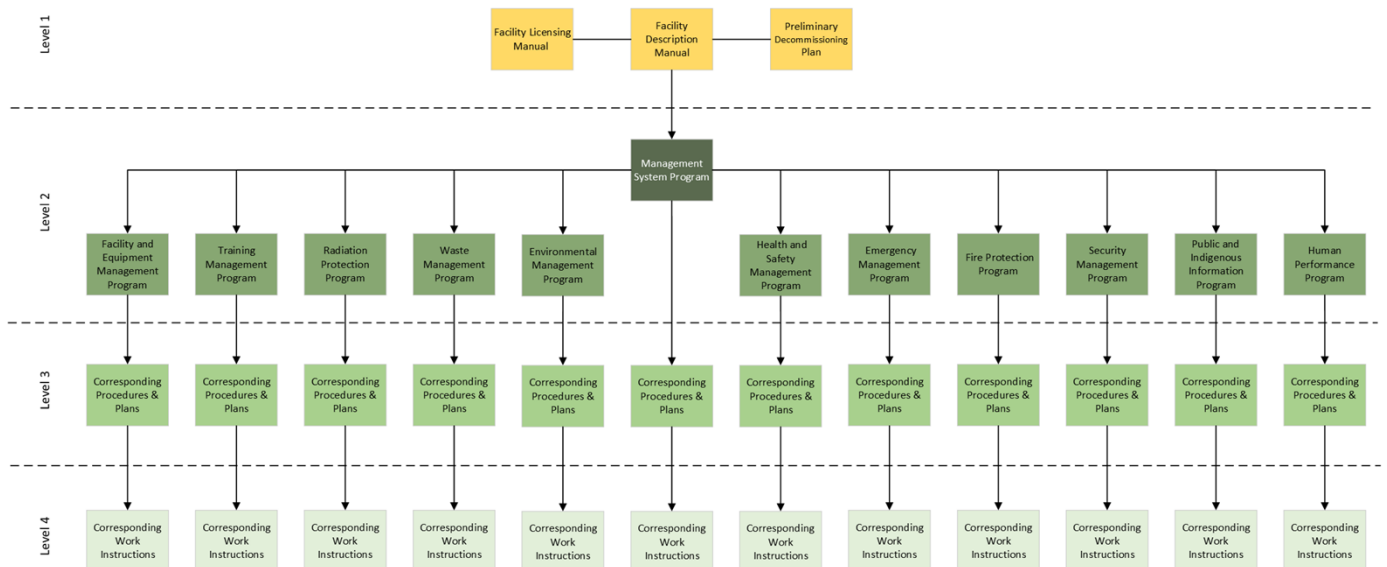 Level 1
Facility Licensing
Manual
Facility
Description
Manual
Preliminary
Decommissioning
Plan
Level 2
Management
System Program
Facility and
Equipment
Management
Program
Training
Management
Program
Radiation
Protection
Program
Waste
Management
Program
Environmental
Management
Program
Health and
Safety
Management
Program
Emergency
Management
Program
Fire Protection
Program
Security
Management
Program
Public and
Indigenous
Information
Program
Human
Performance
Program
Level 3
Corresponding
Procedures &
Plans
Corresponding
Procedures &
Plans
Corresponding
Procedures &
Plans
Corresponding
Procedures &
Plans
Corresponding
Procedures &
Plans
Corresponding
Procedures &
Plans
Corresponding
Procedures &
Plans
Corresponding
Procedures &
Plans
Corresponding
Procedures &
Plans
Corresponding
Procedures &
Plans
Corresponding
Procedures &
Plans
Corresponding
Procedures &
Plans
Level 4
Corresponding
Work
Instructions
Corresponding
Work
Instructions
Corresponding
Work
Instructions
Corresponding
Work
Instructions
Corresponding
Work
Instructions
Corresponding
Work
Instructions
Corresponding
Work
Instructions
Corresponding
Work
Instructions
Corresponding
Work
Instructions
Corresponding
Work
Instructions
Corresponding
Work
Instructions
Corresponding
Work
Instructions